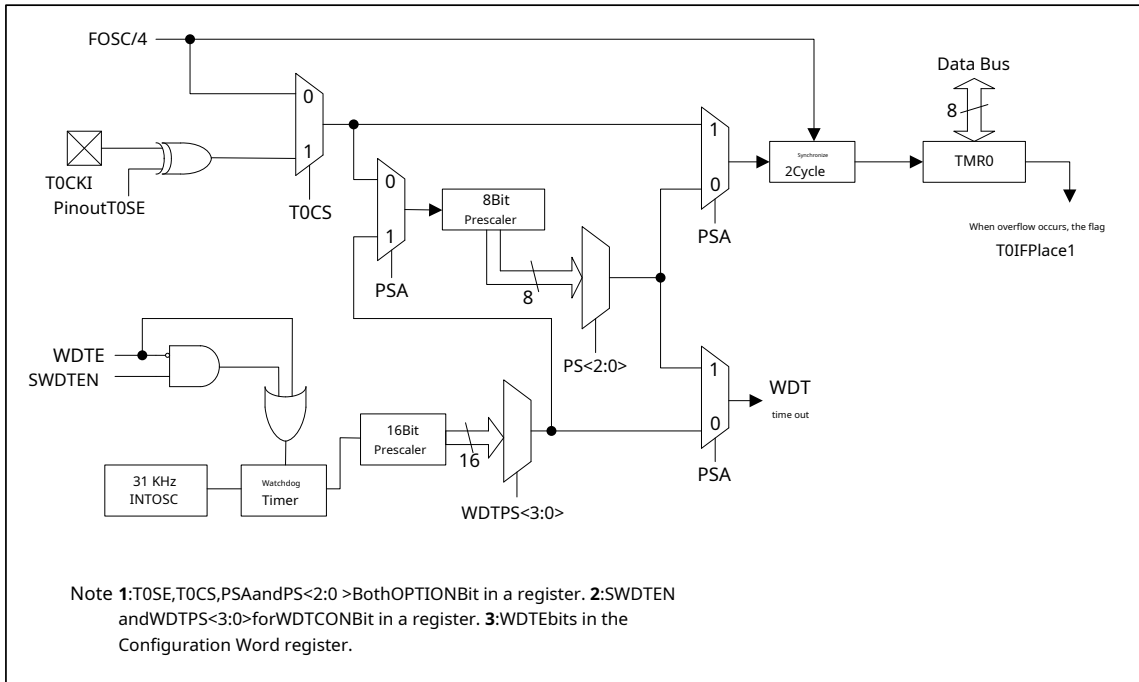 FOSC/4
Data Bus
0
8
1
1
T0CKI
Synchronize
2Cycle
TMR0
PinoutT0SE
T0CS
0
8Bit
Prescaler
0
1
PSA
When overflow occurs, the flag
T0IFPlace1
PSA
8
WDTE
SWDTEN
PS<2:0>
1
WDT
time out
0
16Bit
Prescaler
16
PSA
31 KHz
INTOSC
Watchdog
Timer
WDTPS<3:0>
Note 1:T0SE,T0CS,PSAandPS<2:0 >BothOPTIONBit in a register. 2:SWDTEN
andWDTPS<3:0>forWDTCONBit in a register. 3:WDTEbits in the
Configuration Word register.